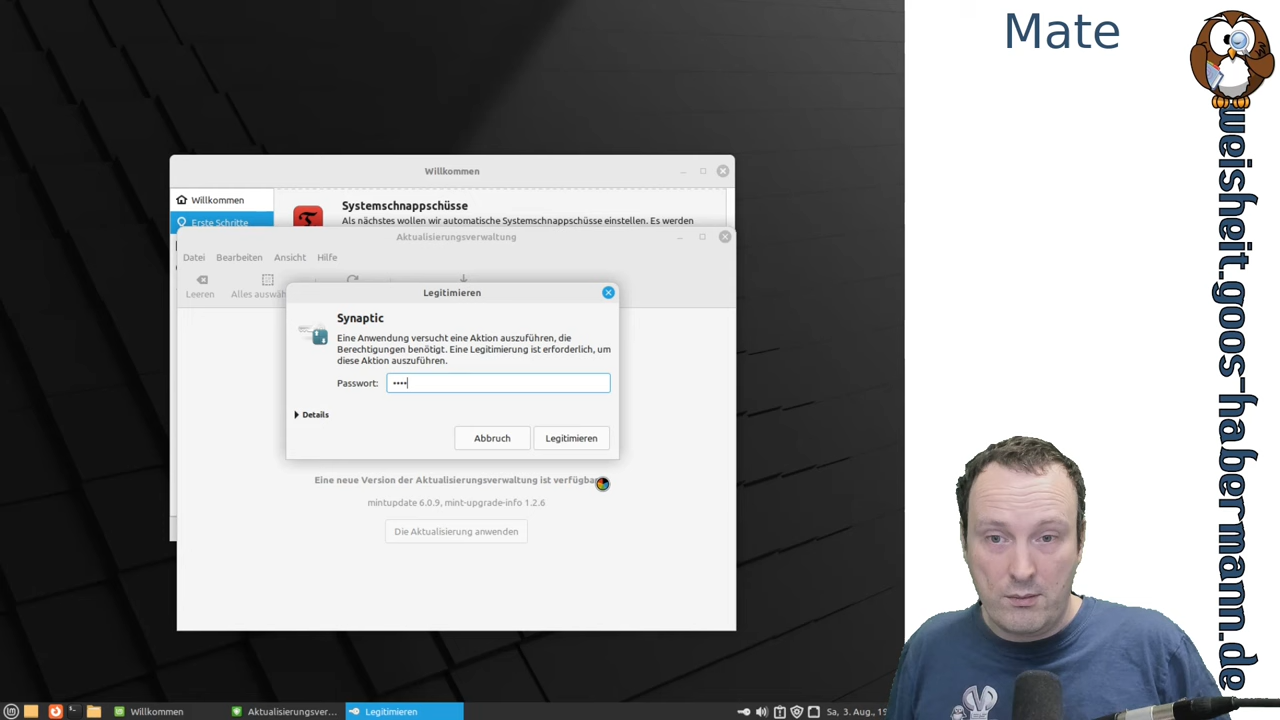 Mate
weisheit.goos-habermann.de
Willkommen
Willkommen
Erste Schritte
Systemschnappschüsse
Als nächstes wollen wir automatische Systemschnappschüsse einstellen. Es werden
Aktualisierungsverwaltung
Datei Bearbeiten Ansicht Hilfe
Leeren Alles auswäh
Legitimieren
Synaptic
Eine Anwendung versucht eine Aktion auszuführen, die
Berechtigungen benötigt. Eine Legitimierung ist erforderlich, um
diese Aktion auszuführen.
Passwort: ••••
Details
Abbruch Legitimieren
Eine neue Version der Aktualisierungsverwaltung ist verfügba
mintupdate 6.0.9, mint-upgrade-info 1.2.6
Die Aktualisierung anwenden
Willkommen Aktualisierungsver... Legitimieren Sa, 3. Aug., 19